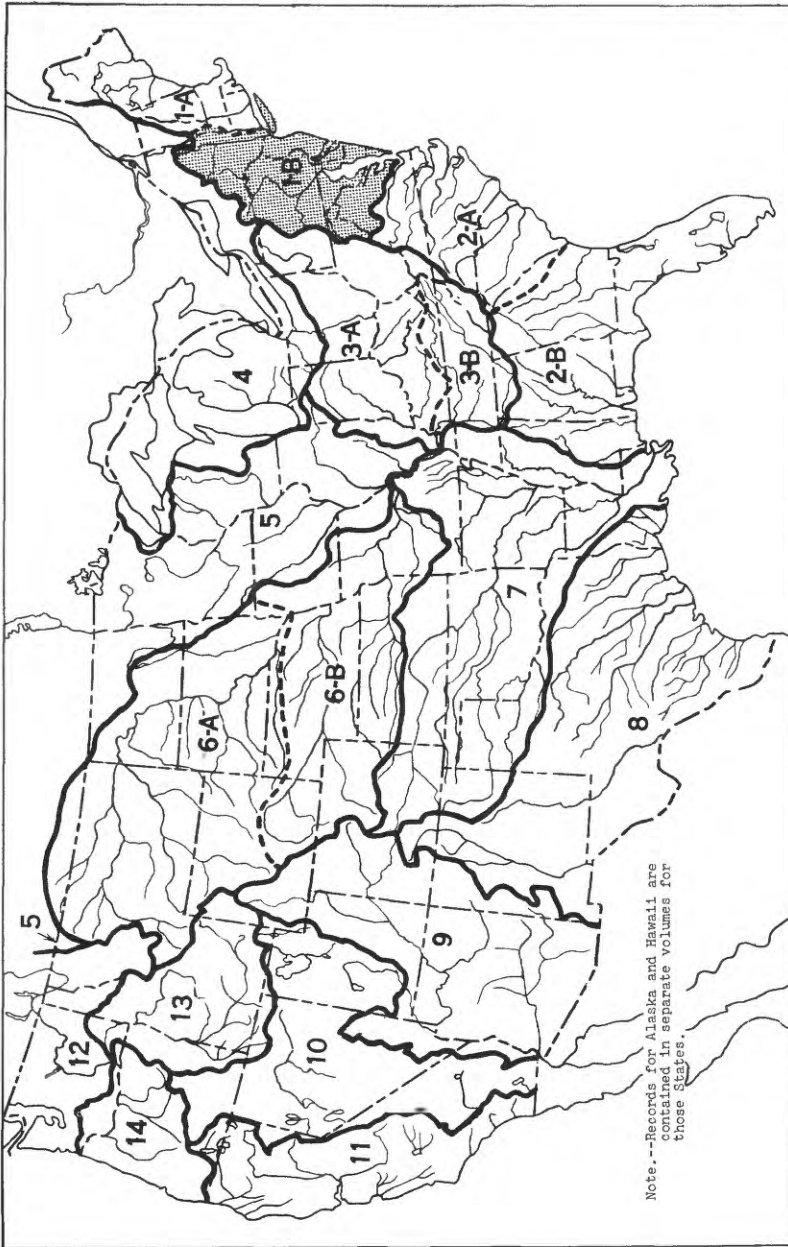 1-A
1-B
2-A
2-B
3-A
3-B
4
5
6-A
6-B
7
8
9
10
11
12
13
14
5
Note.--Records for Alaska and Hawaii are
contained in separate volumes for
those States.